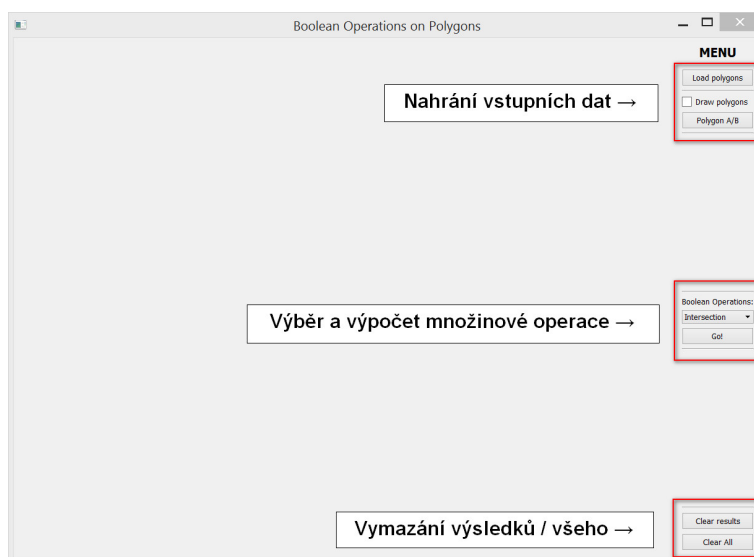 Boolean Operations on Polygons
MENU
Load polygons
Nahrání vstupních dat →
Draw polygons
Polygon A/B
Boolean Operations:
Výběr a výpočet množinové operace →
Intersection
Go!
Clear results
Vymazání výsledků / všeho →
Clear All